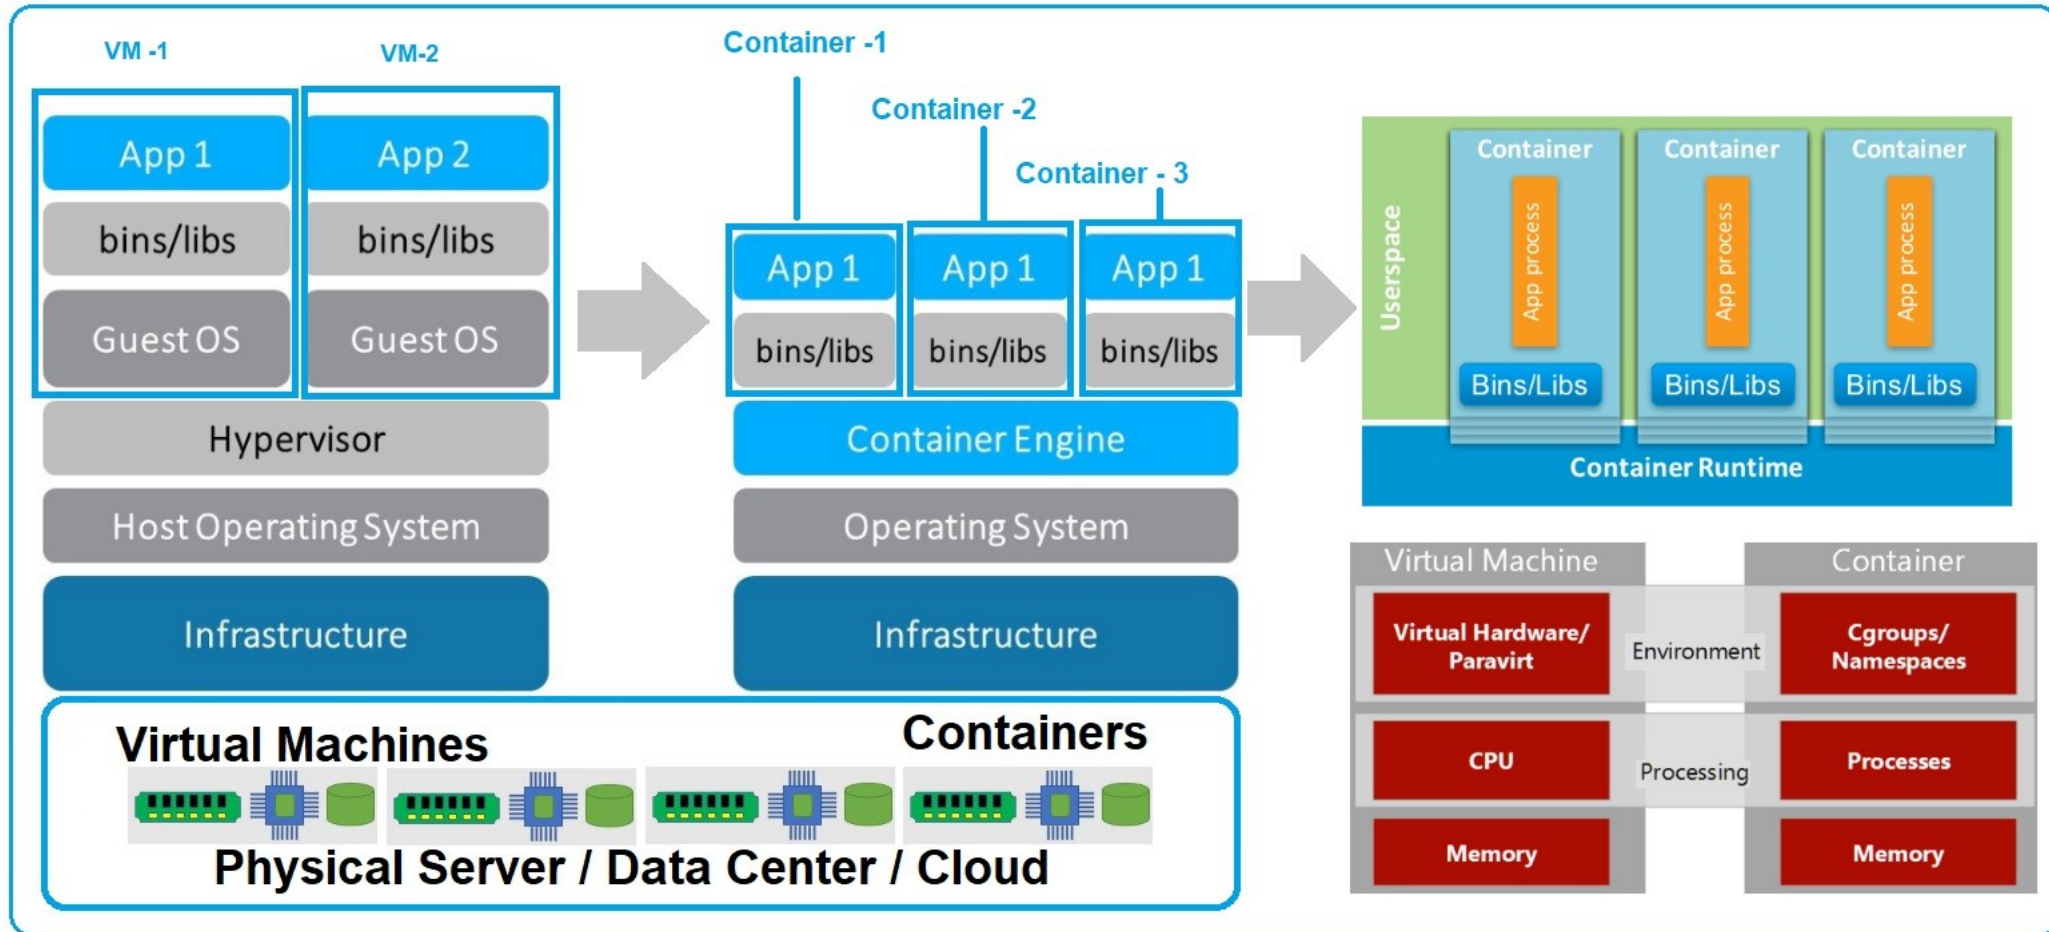 VM -1
VM-2
App 1
App 2
bins/libs
bins/libs
Guest OS
Guest OS
Hypervisor
Host Operating System
Infrastructure
Container -1
Container -2
Container - 3
App 1
App 1
App 1
bins/libs
bins/libs
bins/libs
Container Engine
Operating System
Infrastructure
Virtual Machines
Containers
Physical Server / Data Center / Cloud
Userspace
Container
Container
Container
App process
App process
App process
Bins/Libs
Bins/Libs
Bins/Libs
Container Runtime
Virtual Machine
Container
Virtual Hardware/
Paravirt
Environment
Cgroups/
Namespaces
CPU
Processing
Processes
Memory
Memory